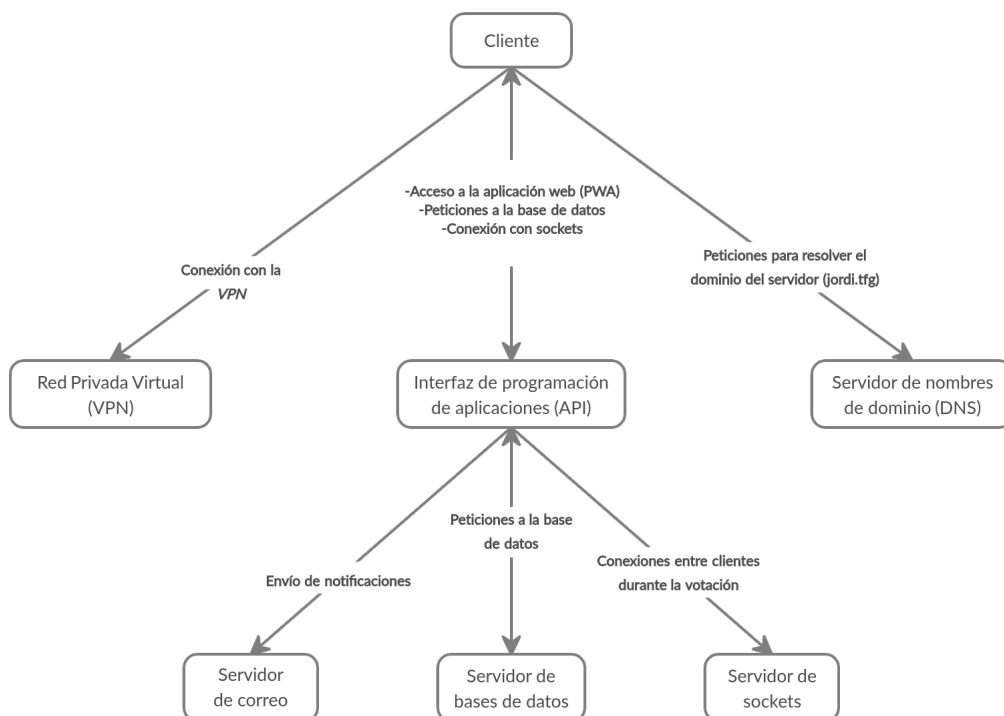 Cliente
-Acceso a la aplicación web (PWA)
-Peticiones a la base de datos
-Conexión con sockets
Peticiones para resolver el
dominio del servidor (jordi.tfg)
Conexión con la
VPN
Red Privada Virtual
(VPN)
Interfaz de programación
de aplicaciones (API)
Servidor de nombres
de dominio (DNS)
Peticiones a la base
de datos
Conexiones entre clientes
durante la votación
Envío de notificaciones
Servidor
de correo
Servidor de
bases de datos
Servidor de
sockets